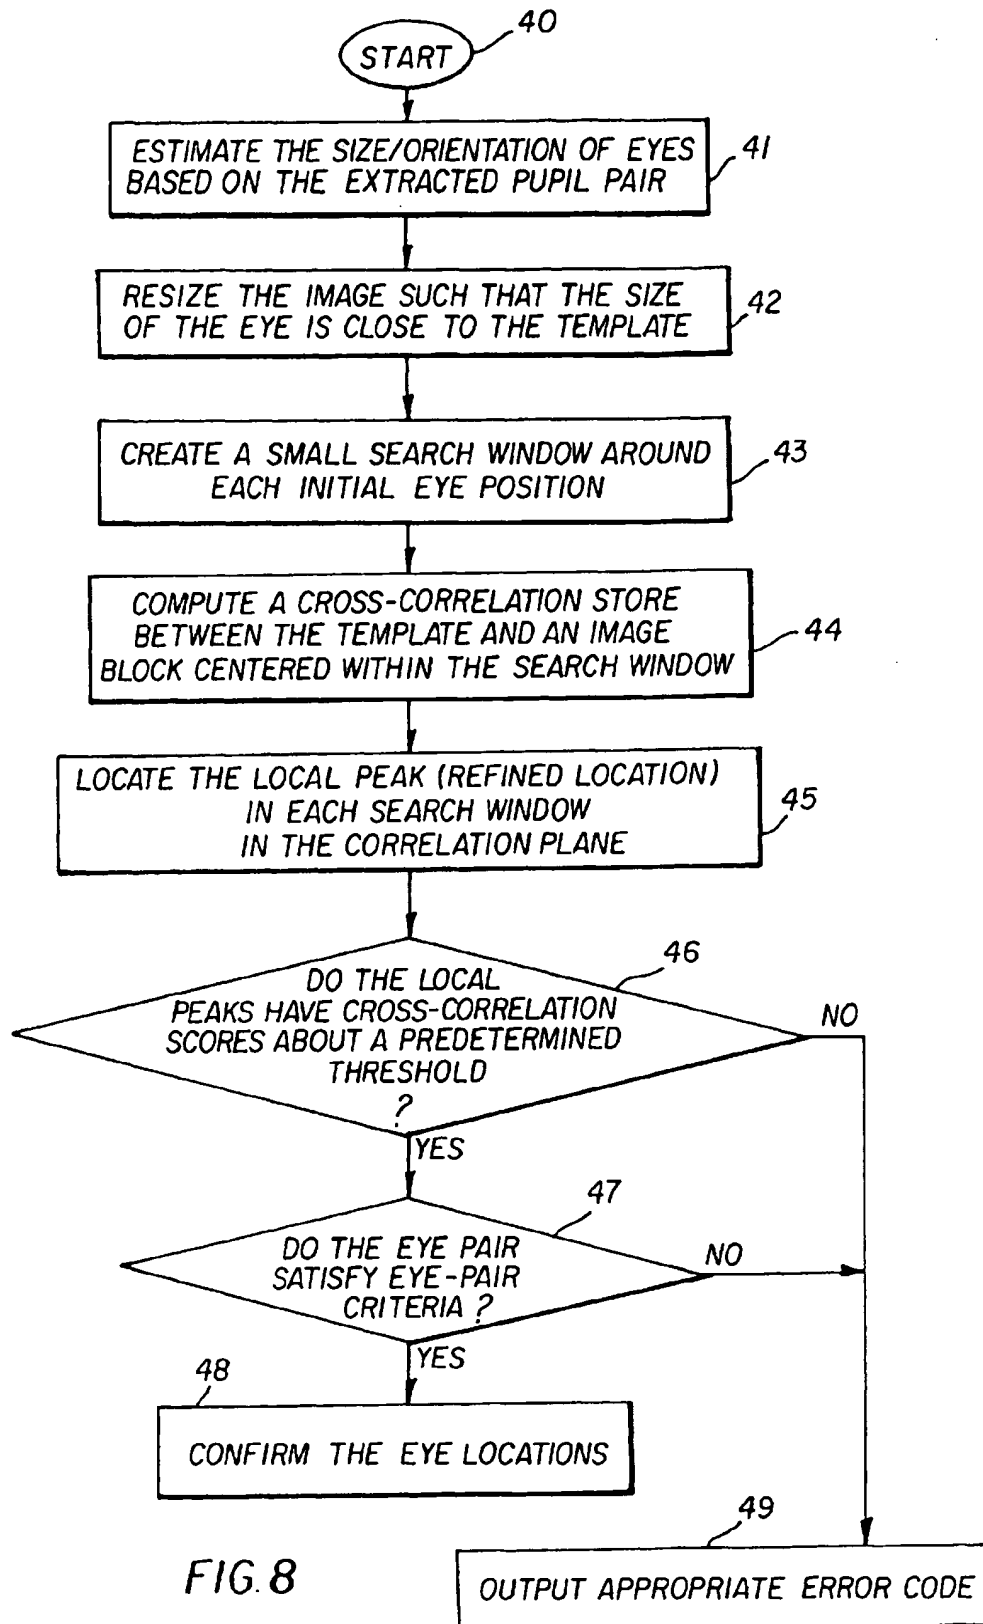 40
START
ESTIMATE THE SIZE/ORIENTATION OF EYES
BASED ON THE EXTRACTED PUPIL PAIR
41
RESIZE THE IMAGE SUCH THAT THE SIZE
OF THE EYE IS CLOSE TO THE TEMPLATE
42
CREATE A SMALL SEARCH WINDOW AROUND
EACH INITIAL EYE POSITION
43
COMPUTE A CROSS-CORRELATION STORE
BETWEEN THE TEMPLATE AND AN IMAGE
BLOCK CENTERED WITHIN THE SEARCH WINDOW
44
LOCATE THE LOCAL PEAK (REFINED LOCATION)
IN EACH SEARCH WINDOW
IN THE CORRELATION PLANE
45
46
DO THE LOCAL
PEAKS HAVE CROSS-CORRELATION
SCORES ABOUT A PREDETERMINED
THRESHOLD
?
NO
YES
47
DO THE EYE PAIR
SATISFY EYE-PAIR
CRITERIA ?
NO
YES
48
CONFIRM THE EYE LOCATIONS
49
OUTPUT APPROPRIATE ERROR CODE
FIG. 8